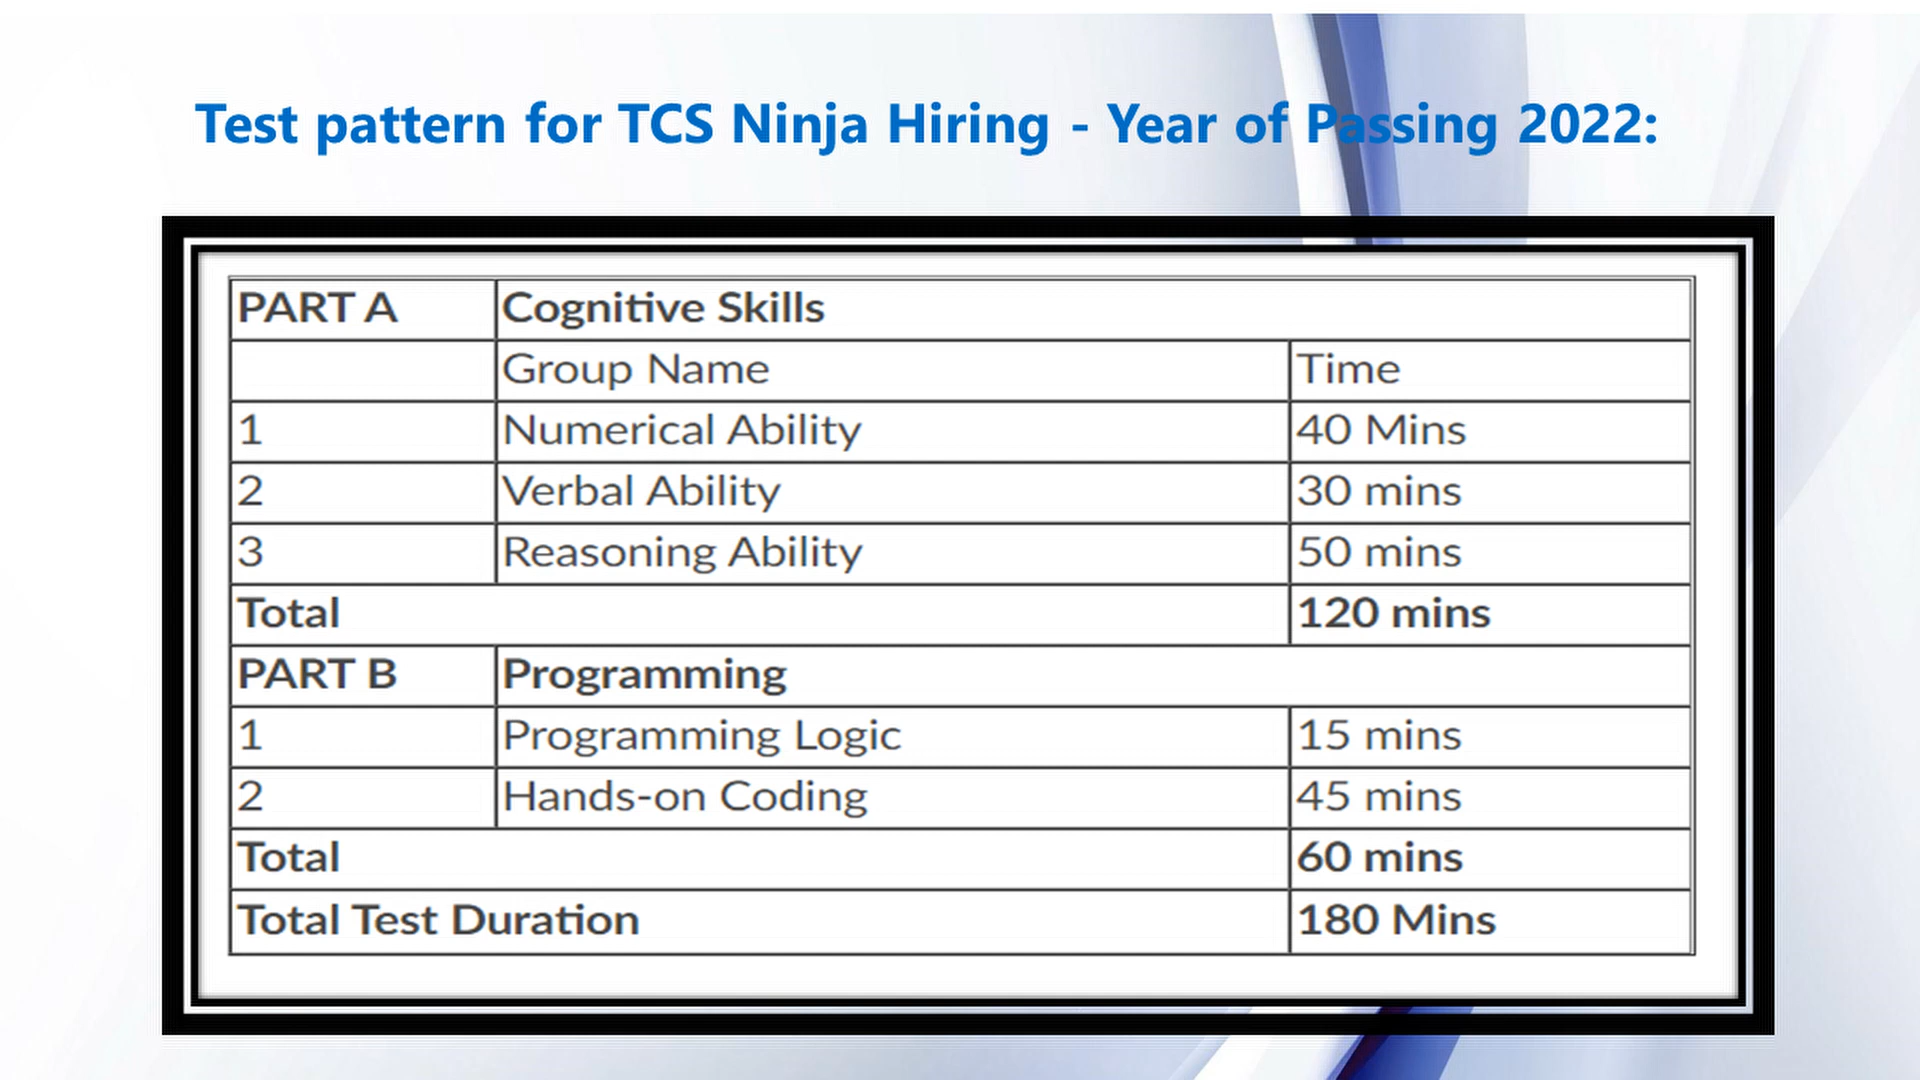 Test pattern for TCS Ninja Hiring - Year of Passing 2022:
PART A Cognitive Skills
Group Name Time
1 Numerical Ability 40 Mins
2 Verbal Ability 30 mins
3 Reasoning Ability 50 mins
Total 120 mins
PART B Programming
1 Programming Logic 15 mins
2 Hands-on Coding 45 mins
Total 60 mins
Total Test Duration 180 Mins